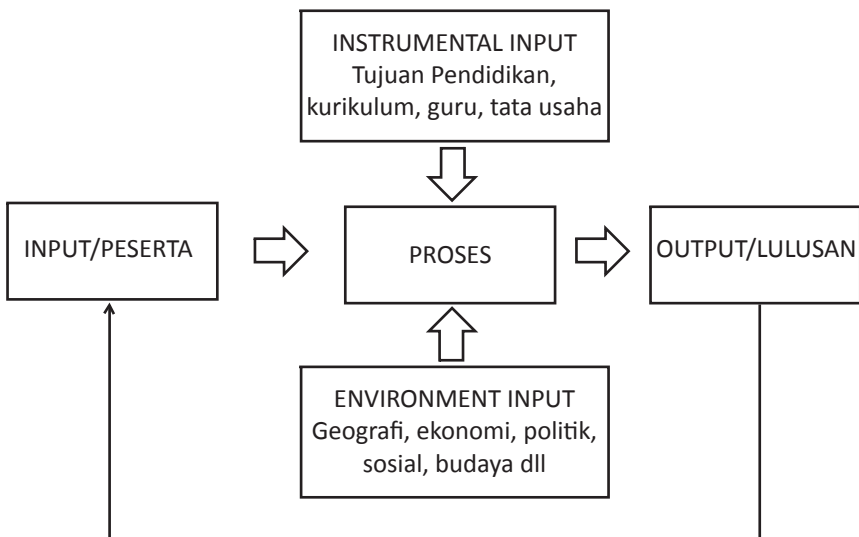 INSTRUMENTAL INPUT
Tujuan Pendidikan,
kurikulum, guru, tata usaha
INPUT/PESERTA
PROSES
OUTPUT/LULUSAN
ENVIRONMENT INPUT
Geografi, ekonomi, politik,
sosial, budaya dll